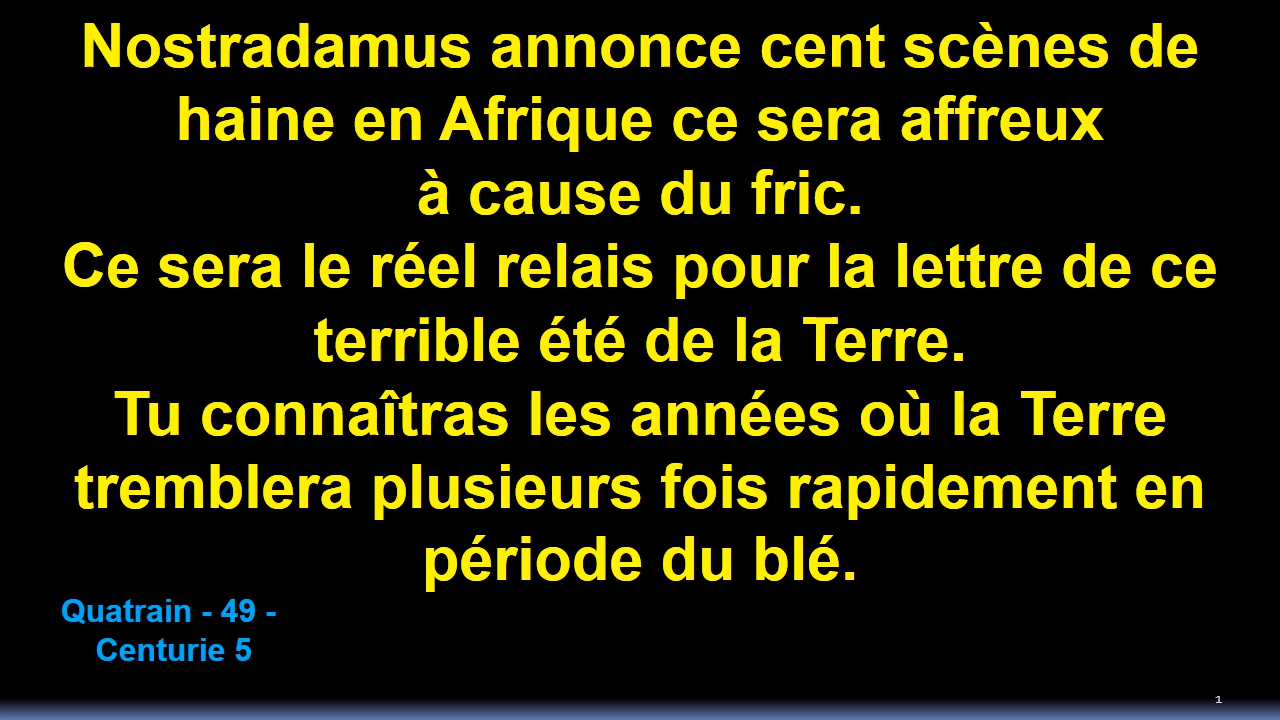 Nostradamus annonce cent scènes de
haine en Afrique ce sera affreux
à cause du fric.
Ce sera le réel relais pour la lettre de ce
terrible été de la Terre.
Tu connaîtras les années où la Terre
tremblera plusieurs fois rapidement en
période du blé.
Quatrain - 49 -
Centurie 5
1